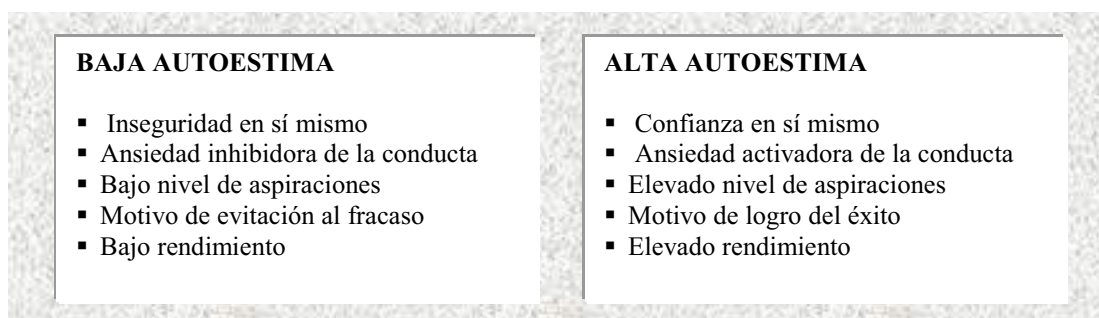 BAJA AUTOESTIMA
▪ Inseguridad en sí mismo
▪ Ansiedad inhibidora de la conducta
▪ Bajo nivel de aspiraciones
▪ Motivo de evitación al fracaso
▪ Bajo rendimiento
ALTA AUTOESTIMA
▪ Confianza en sí mismo
▪ Ansiedad activadora de la conducta
▪ Elevado nivel de aspiraciones
▪ Motivo de logro del éxito
▪ Elevado rendimiento